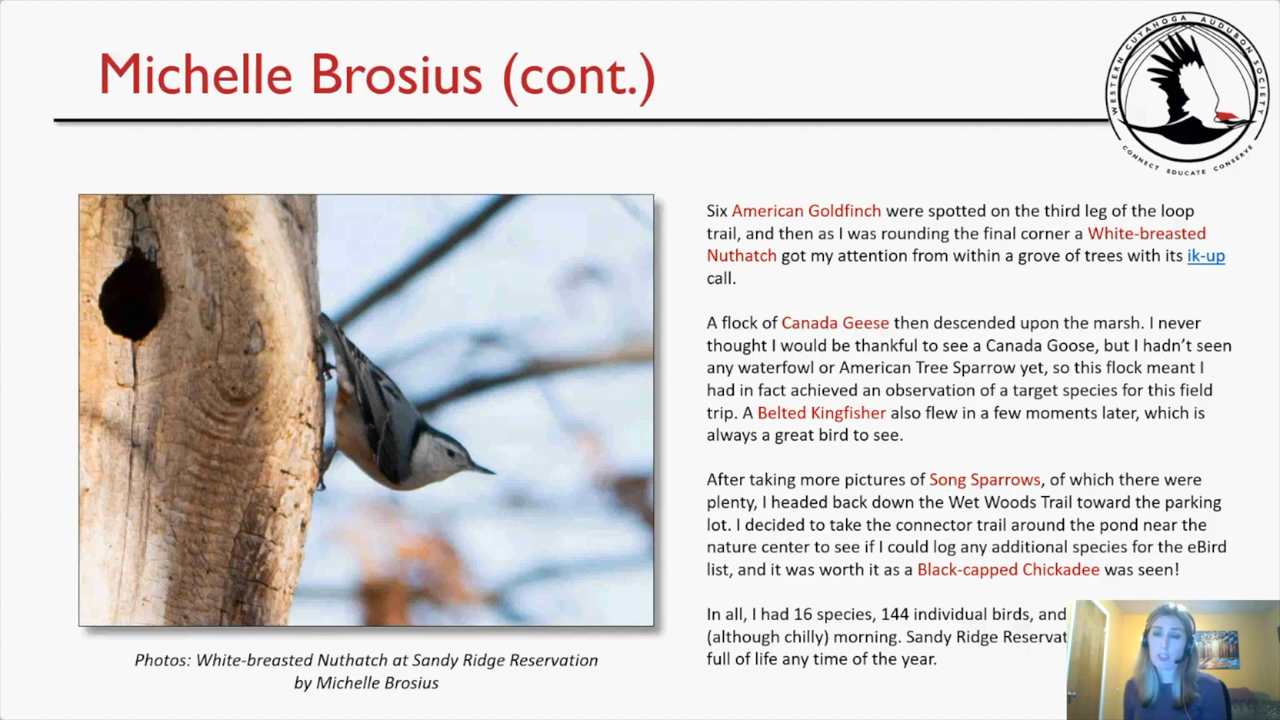 Michelle Brosius (cont.)
WESTERN CUYAHOGA AUDUBON SOCIETY
CONNECT EDUCATE CONSERVE
Six American Goldfinch were spotted on the third leg of the loop
trail, and then as I was rounding the final corner a White-breasted
Nuthatch got my attention from within a grove of trees with its ik-up
call.
A flock of Canada Geese then descended upon the marsh. I never
thought I would be thankful to see a Canada Goose, but I hadn’t seen
any waterfowl or American Tree Sparrow yet, so this flock meant I
had in fact achieved an observation of a target species for this field
trip. A Belted Kingfisher also flew in a few moments later, which is
always a great bird to see.
After taking more pictures of Song Sparrows, of which there were
plenty, I headed back down the Wet Woods Trail toward the parking
lot. I decided to take the connector trail around the pond near the
nature center to see if I could log any additional species for the eBird
list, and it was worth it as a Black-capped Chickadee was seen!
In all, I had 16 species, 144 individual birds, and
(although chilly) morning. Sandy Ridge
full of life any time of the year.
Photos: White-breasted Nuthatch at Sandy Ridge Reservation
by Michelle Brosius